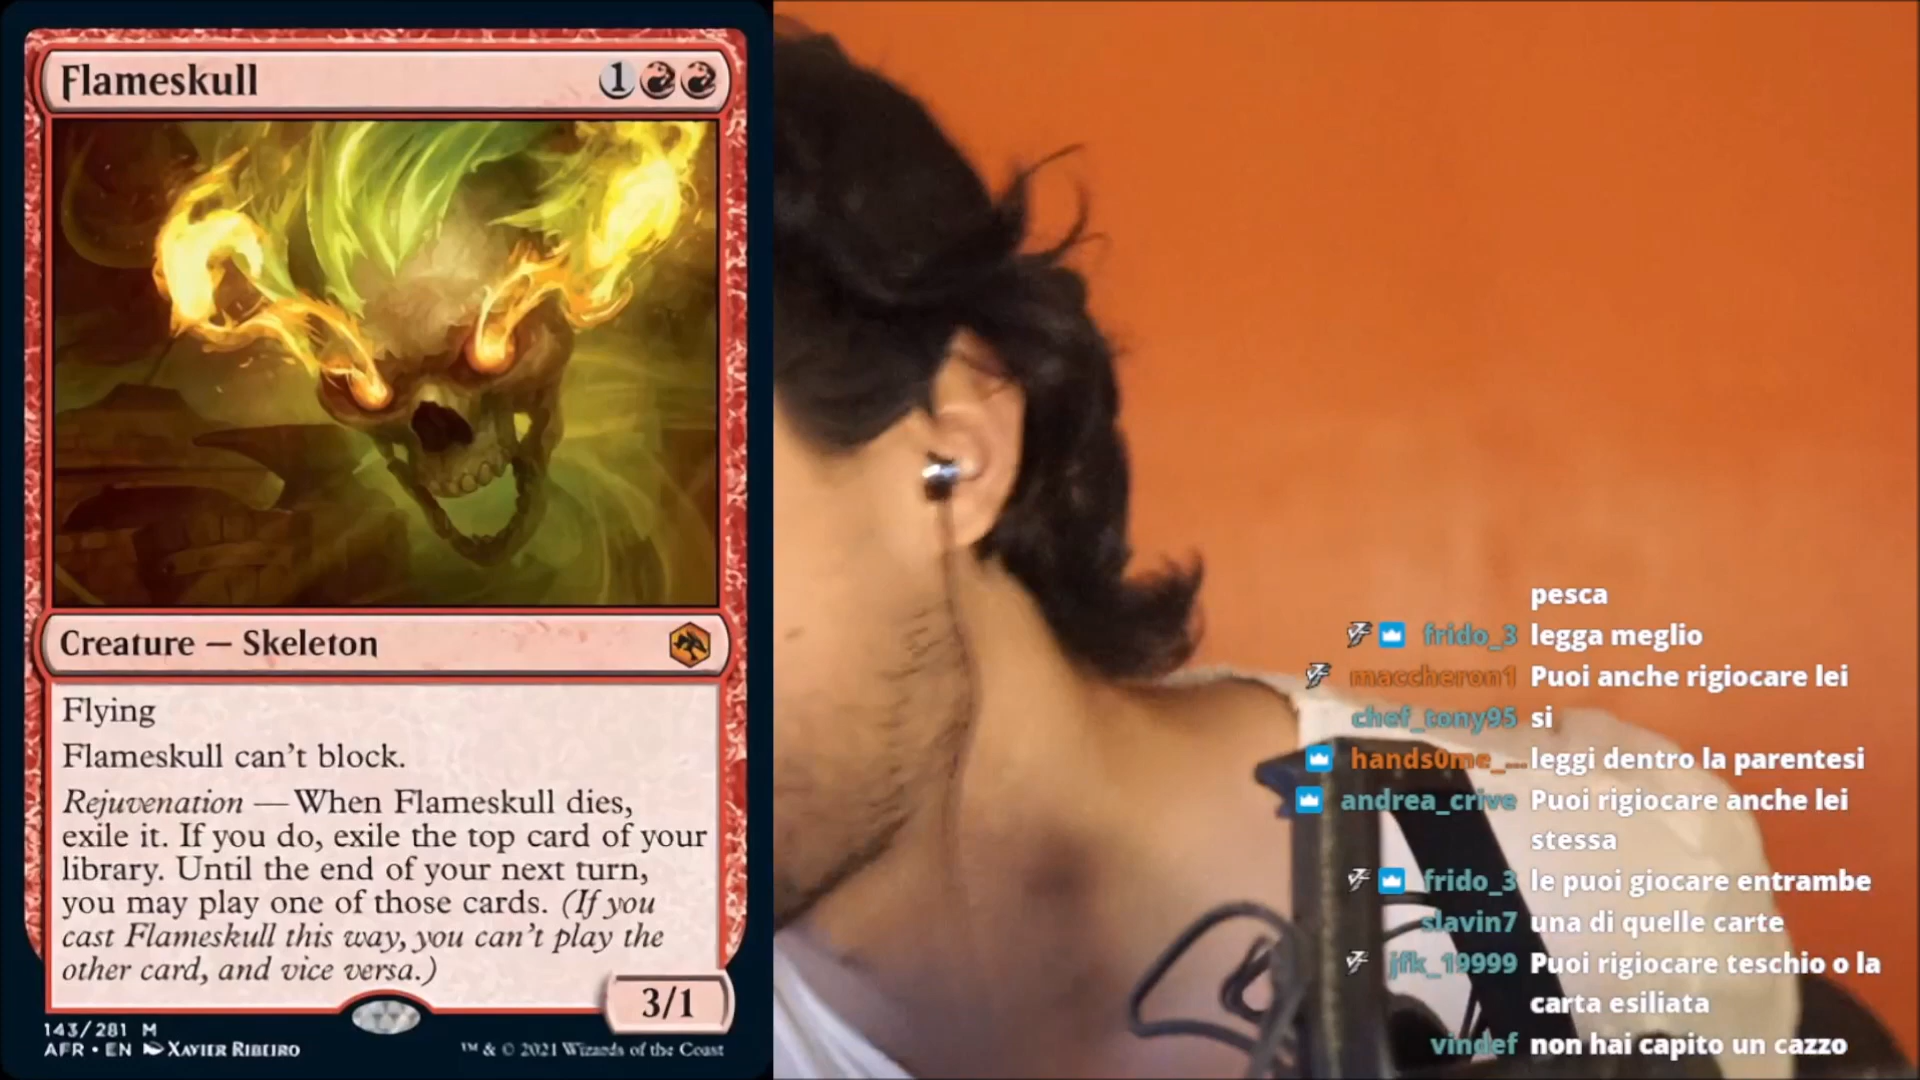 Flameskull
1
Creature — Skeleton
Flying
Flameskull can't block.
Rejuvenation — When Flameskull dies,
exile it. If you do, exile the top card of your
library. Until the end of your next turn,
you may play one of those cards. (If you
cast Flameskull this way, you can't play the
other card, and vice versa.)
3/1
143/281 M
AFR • EN Xavier Ribeiro
™ & © 2021 Wizards of the Coast
pesca
frido_3 legga meglio
maccheron1 Puoi anche rigiocare lei
chef_tony95 si
hands0me_... leggi dentro la parentesi
andrea_crive Puoi rigiocare anche lei
stessa
frido_3 le puoi giocare entrambe
slavin7 una di quelle carte
jfk_19999 Puoi rigiocare teschio o la
carta esiliata
vindef non hai capito un cazzo